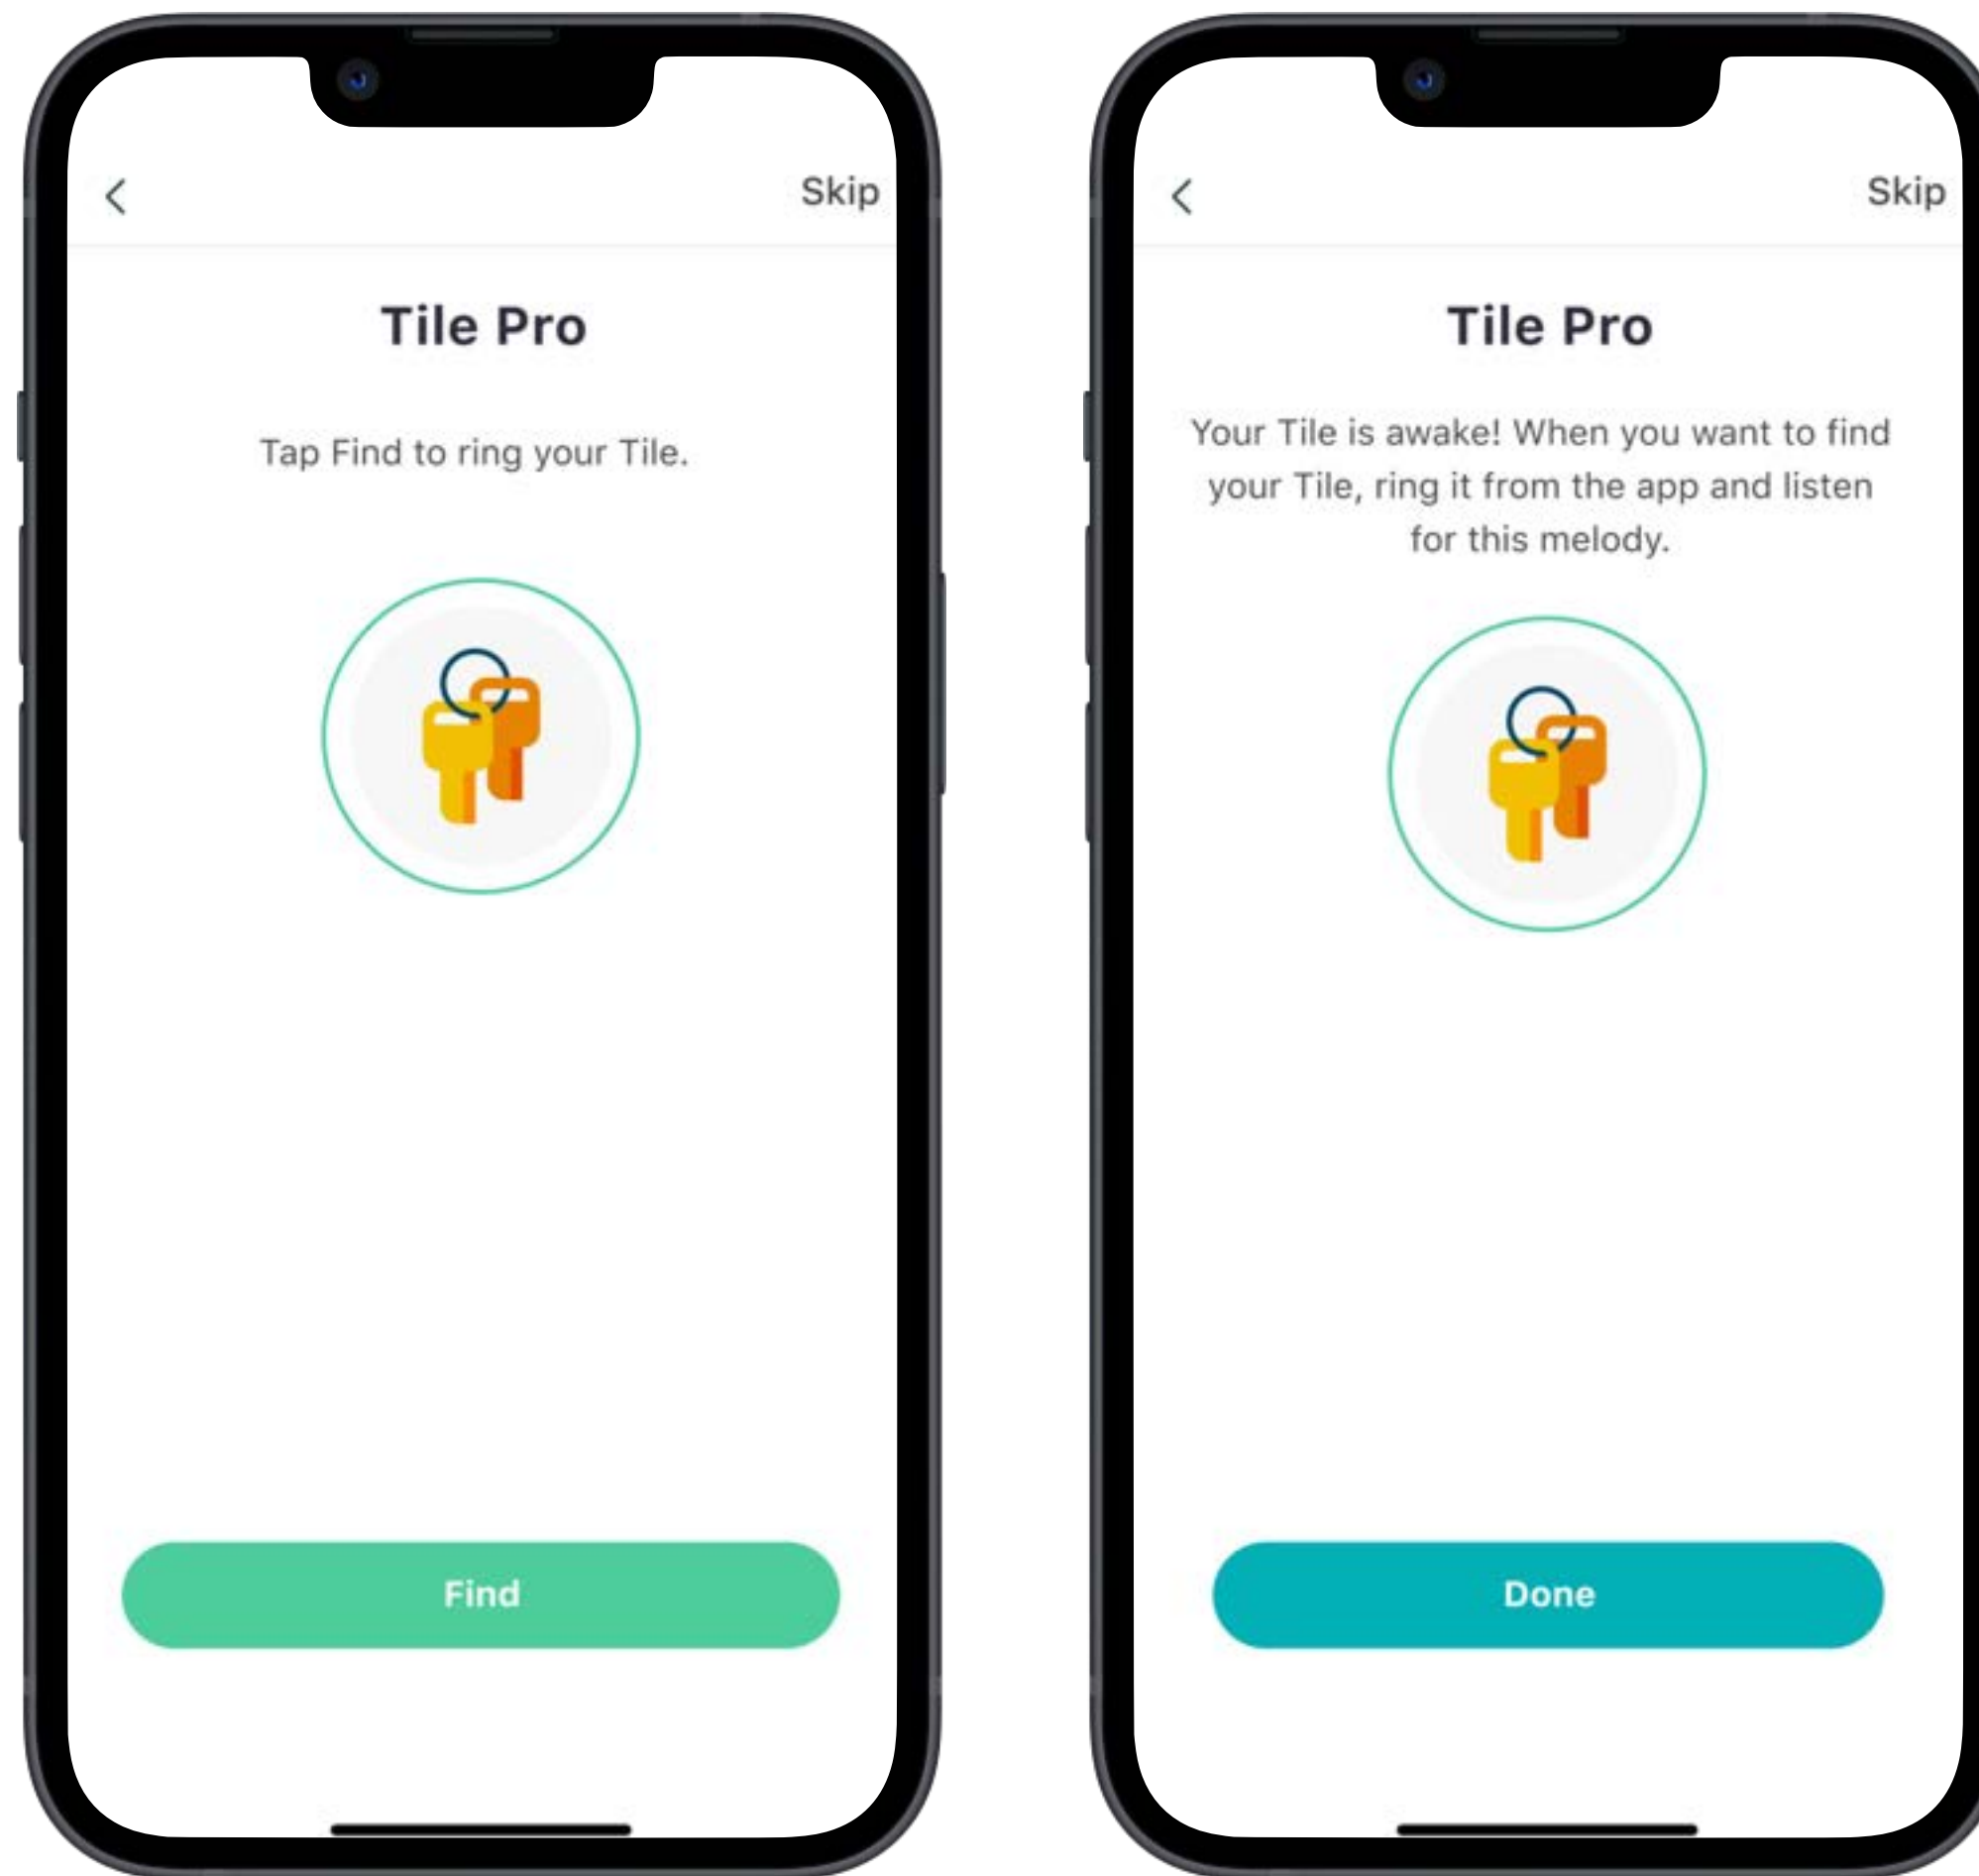 Skip
Tile Pro
Tap Find to ring your Tile.
Find
Skip
Tile Pro
Your Tile is awake! When you want to find
your Tile, ring it from the app and listen
for this melody.
Done